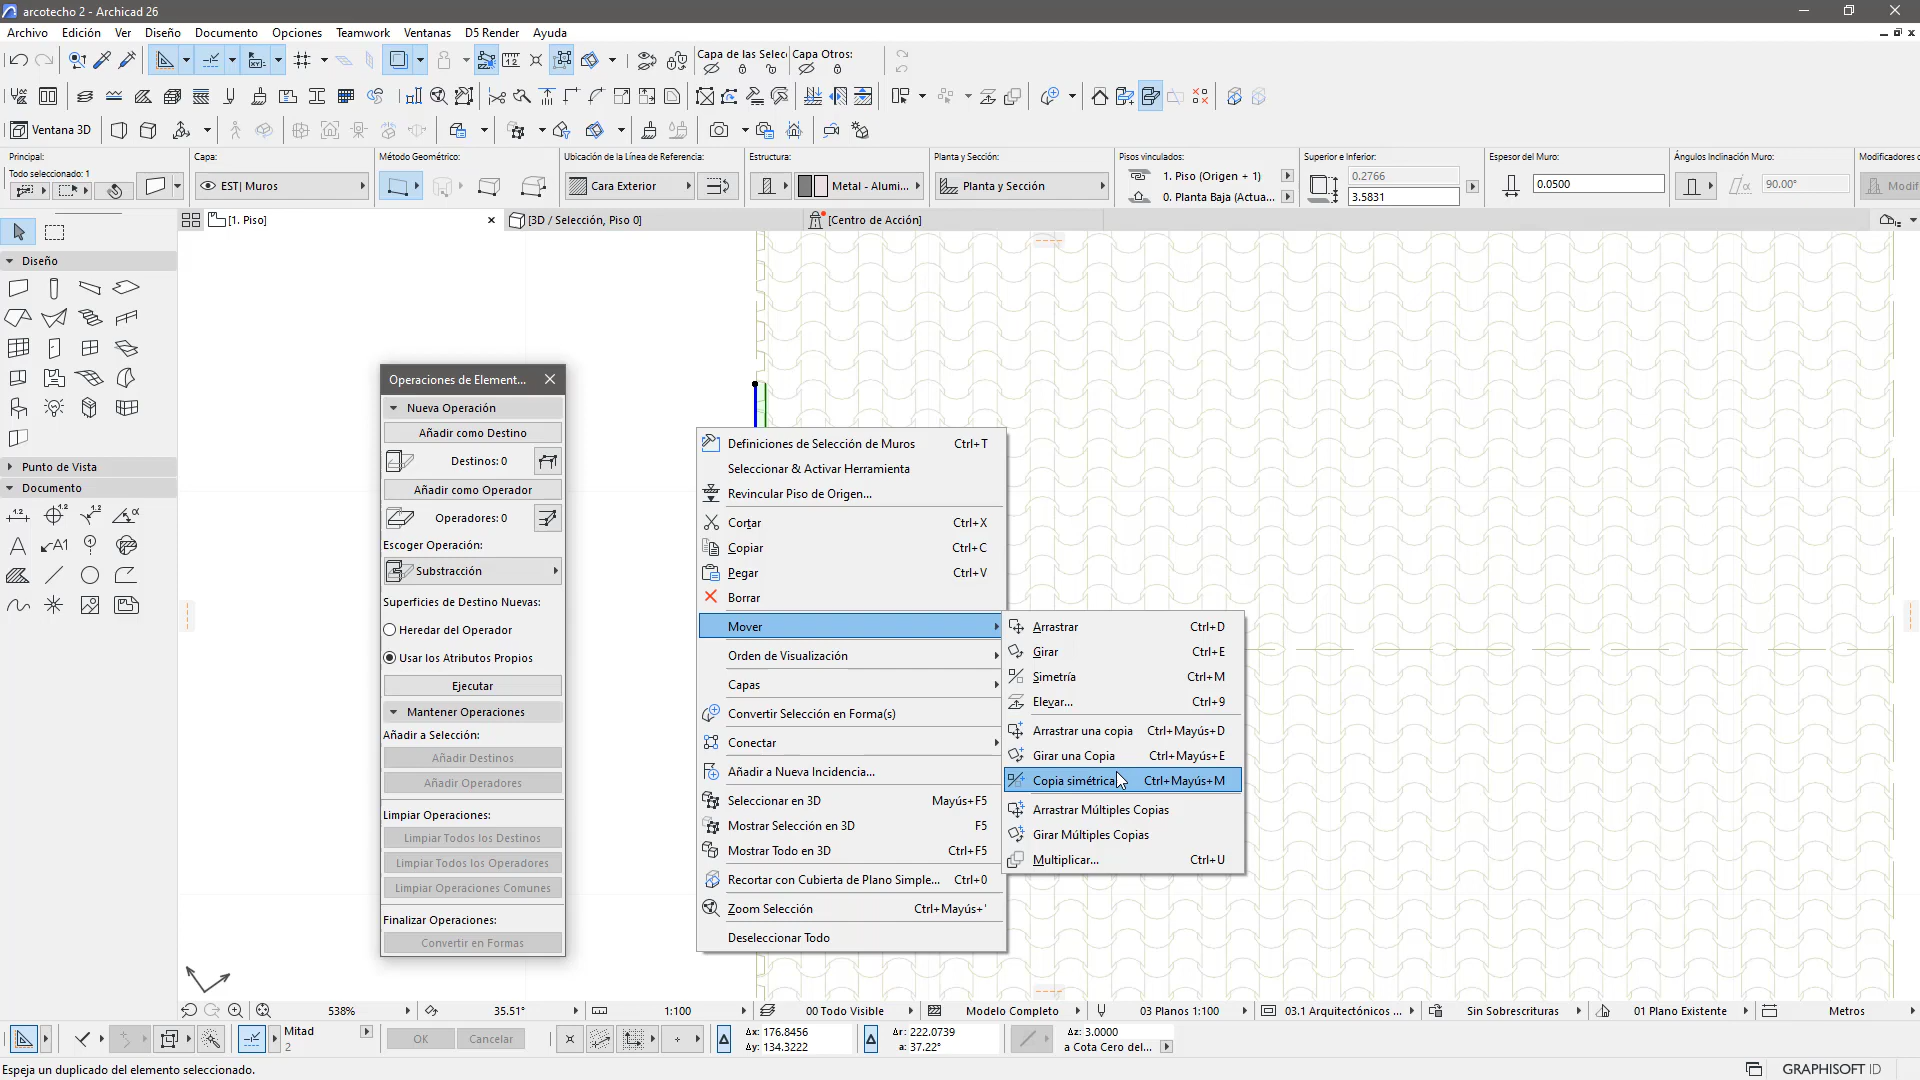 arcotecho 2 - Archicad 26
Archivo Edición Ver Diseño Documento Opciones Teamwork Ventanas D5 Render Ayuda
Capa de las Selec Capa Otros:
Ventana 3D
Principal: Capa: Método Geométrico: Ubicación de la Línea de Referencia: Estructura: Planta y Sección: Pisos vinculados: Superior e Inferior: Espesor del Muro: Ángulos Inclinación Muro: Modificadores
Todo seleccionado: 1
EST| Muros
Cara Exterior
Metal - Alumi...
Planta y Sección
1. Piso (Origen + 1)
0. Planta Baja (Actua...
0.2766
3.5831
0.0500
90.00°
Modif
[1. Piso]
[3D / Selección, Piso 0]
[Centro de Acción]
Diseño
Punto de Vista
Documento
Operaciones de Element...
Nueva Operación
Añadir como Destino
Destinos: 0
Añadir como Operador
Operadores: 0
Escoger Operación:
Substracción
Superficies de Destino Nuevas:
Heredar del Operador
Usar los Atributos Propios
Ejecutar
Mantener Operaciones
Añadir a Selección:
Añadir Destinos
Añadir Operadores
Limpiar Operaciones:
Limpiar Todos los Destinos
Limpiar Todos los Operadores
Limpiar Operaciones Comunes
Finalizar Operaciones:
Convertir en Formas
Definiciones de Selección de Muros Ctrl+T
Seleccionar & Activar Herramienta
Revincular Piso de Origen...
Cortar Ctrl+X
Copiar Ctrl+C
Pegar Ctrl+V
Borrar
Mover
Orden de Visualización
Capas
Convertir Selección en Forma(s)
Conectar
Añadir a Nueva Incidencia...
Seleccionar en 3D Mayús+F5
Mostrar Selección en 3D F5
Mostrar Todo en 3D Ctrl+F5
Recortar con Cubierta de Plano Simple... Ctrl+0
Zoom Selección Ctrl+Mayús+'
Deseleccionar Todo
Arrastrar Ctrl+D
Girar Ctrl+E
Simetría Ctrl+M
Elevar... Ctrl+9
Arrastrar una copia Ctrl+Mayús+D
Girar una Copia Ctrl+Mayús+E
Copia simétrica Ctrl+Mayús+M
Arrastrar Múltiples Copias
Girar Múltiples Copias
Multiplicar... Ctrl+U
538% 35.51° 1:100 00 Todo Visible Modelo Completo 03 Planos 1:100 03.1 Arquitectónicos ... Sin Sobrescritura 01 Plano Existente Metros
Mitad
2
OK
Cancelar
Δx: 176.8456
Δy: 134.3222
Δr: 222.0739
a: 37.22°
Δz: 3.0000
a Cota Cero del...
Espeja un duplicado del elemento seleccionado.
GRAPHISOFT ID